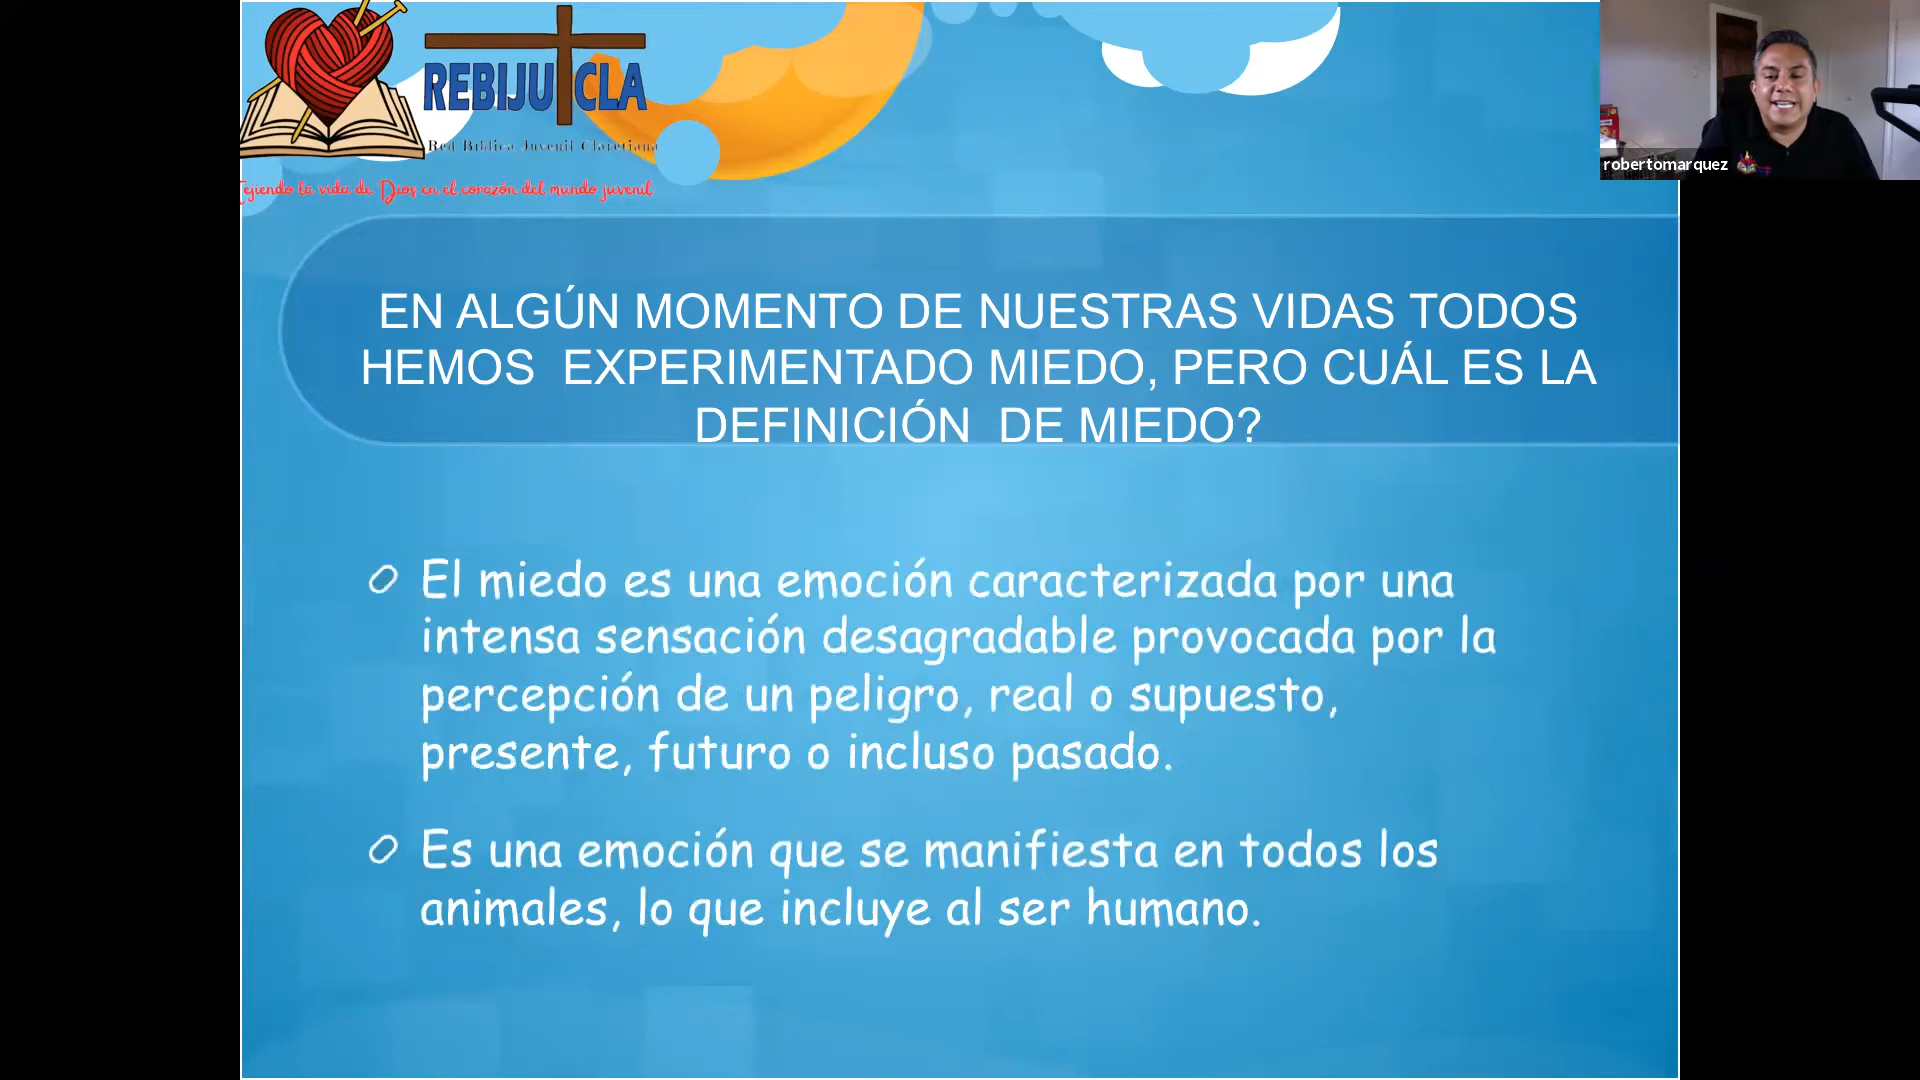 REBIJUCLA
Red Bíblica Juvenil Claretiana
Tejiendo la vida de Dios en el corazón del mundo juvenil
robertomarquez
EN ALGÚN MOMENTO DE NUESTRAS VIDAS TODOS
HEMOS EXPERIMENTADO MIEDO, PERO CUÁL ES LA
DEFINICIÓN DE MIEDO?
El miedo es una emoción caracterizada por una
intensa sensación desagradable provocada por la
percepción de un peligro, real o supuesto,
presente, futuro o incluso pasado.
Es una emoción que se manifiesta en todos los
animales, lo que incluye al ser humano.